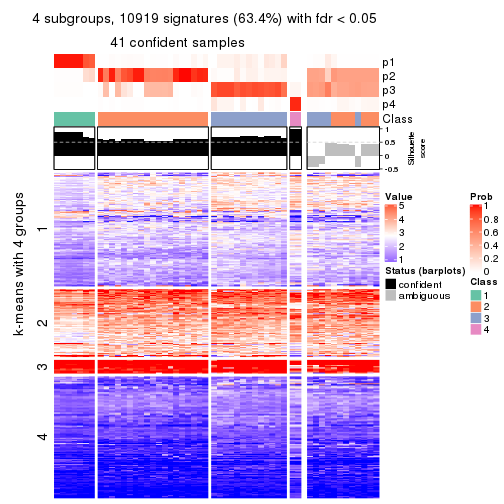 4 subgroups, 10919 signatures (63.4%) with fdr < 0.05
41 confident samples
p1
p2
p3
p4
Class
1
0.5
0
-0.5
Silhouette
score
k-means with 4 groups
1
2
3
4
Value
5
4
3
2
1
Status (barplots)
confident
ambiguous
Prob
1
0.8
0.6
0.4
0.2
0
Class
1
2
3
4